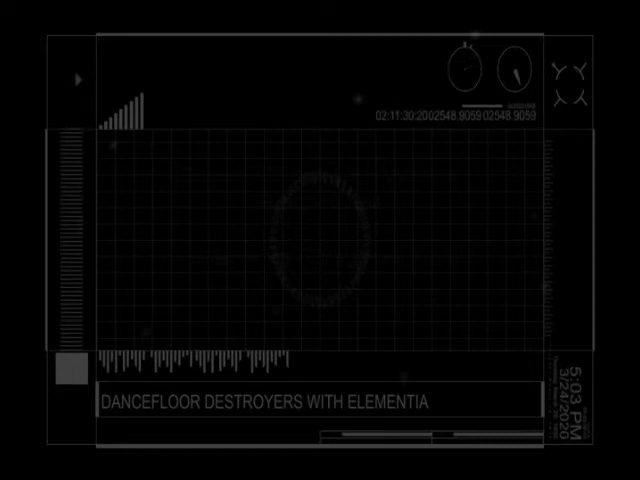 02:11:30:2002548.9059 02548.9059
DANCEFLOOR DESTROYERS WITH ELEMENTIA
5:03 PM
3/24/2020